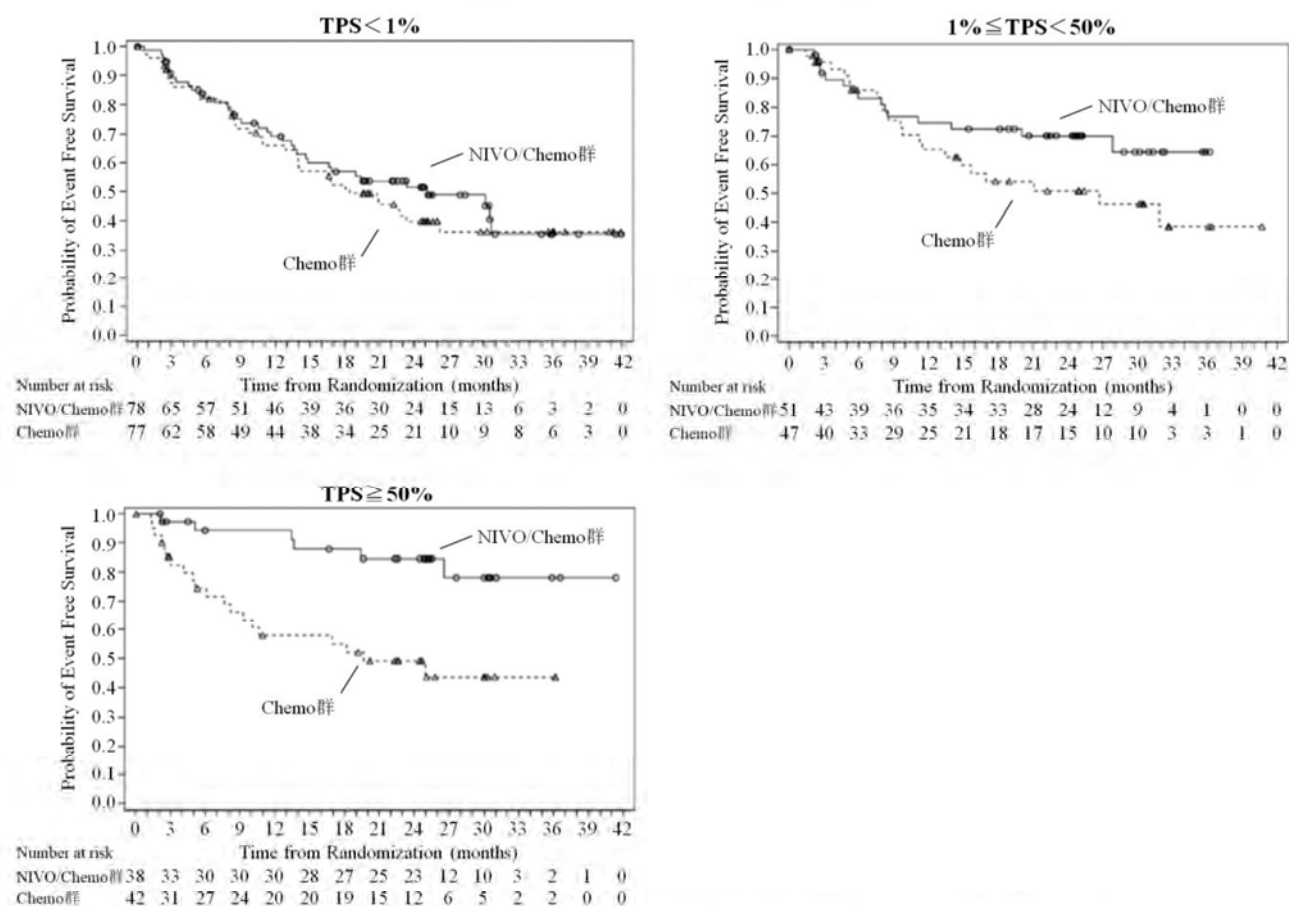 TPS＜1%
Probability of Event Free Survival
1.0
0.9
0.8
0.7
0.6
0.5
0.4
0.3
0.2
0.1
0.0
NIVO/Chemo群
Chemo群
0 3 6 9 12 15 18 21 24 27 30 33 36 39 42
Number at risk Time from Randomization (months)
NIVO/Chemo群 78 65 57 51 46 39 36 30 24 15 13 6 3 2 0
Chemo群 77 62 58 49 44 38 34 25 21 10 9 8 6 3 0
1%≦TPS＜50%
Probability of Event Free Survival
1.0
0.9
0.8
0.7
0.6
0.5
0.4
0.3
0.2
0.1
0.0
NIVO/Chemo群
Chemo群
0 3 6 9 12 15 18 21 24 27 30 33 36 39 42
Number at risk Time from Randomization (months)
NIVO/Chemo群 51 43 39 36 35 34 33 28 24 12 9 4 1 0 0
Chemo群 47 40 33 29 25 21 18 17 15 10 10 3 3 1 0
TPS≧50%
Probability of Event Free Survival
1.0
0.9
0.8
0.7
0.6
0.5
0.4
0.3
0.2
0.1
0.0
NIVO/Chemo群
Chemo群
0 3 6 9 12 15 18 21 24 27 30 33 36 39 42
Number at risk Time from Randomization (months)
NIVO/Chemo群 38 33 30 30 30 28 27 25 23 12 10 3 2 1 0
Chemo群 42 31 27 24 20 20 19 15 12 6 5 2 2 0 0